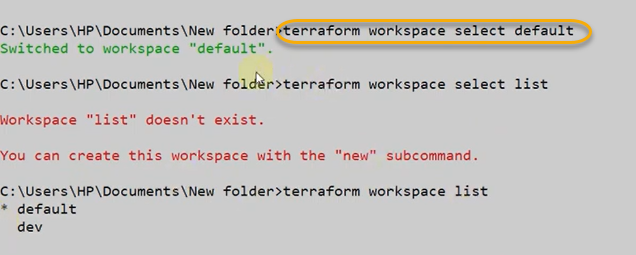 C:\Users\HP\Documents\New folder>terraform workspace select default
Switched to workspace "default".
C:\Users\HP\Documents\New folder>terraform workspace select list
Workspace "list" doesn't exist.
You can create this workspace with the "new" subcommand.
C:\Users\HP\Documents\New folder>terraform workspace list
* default
  dev